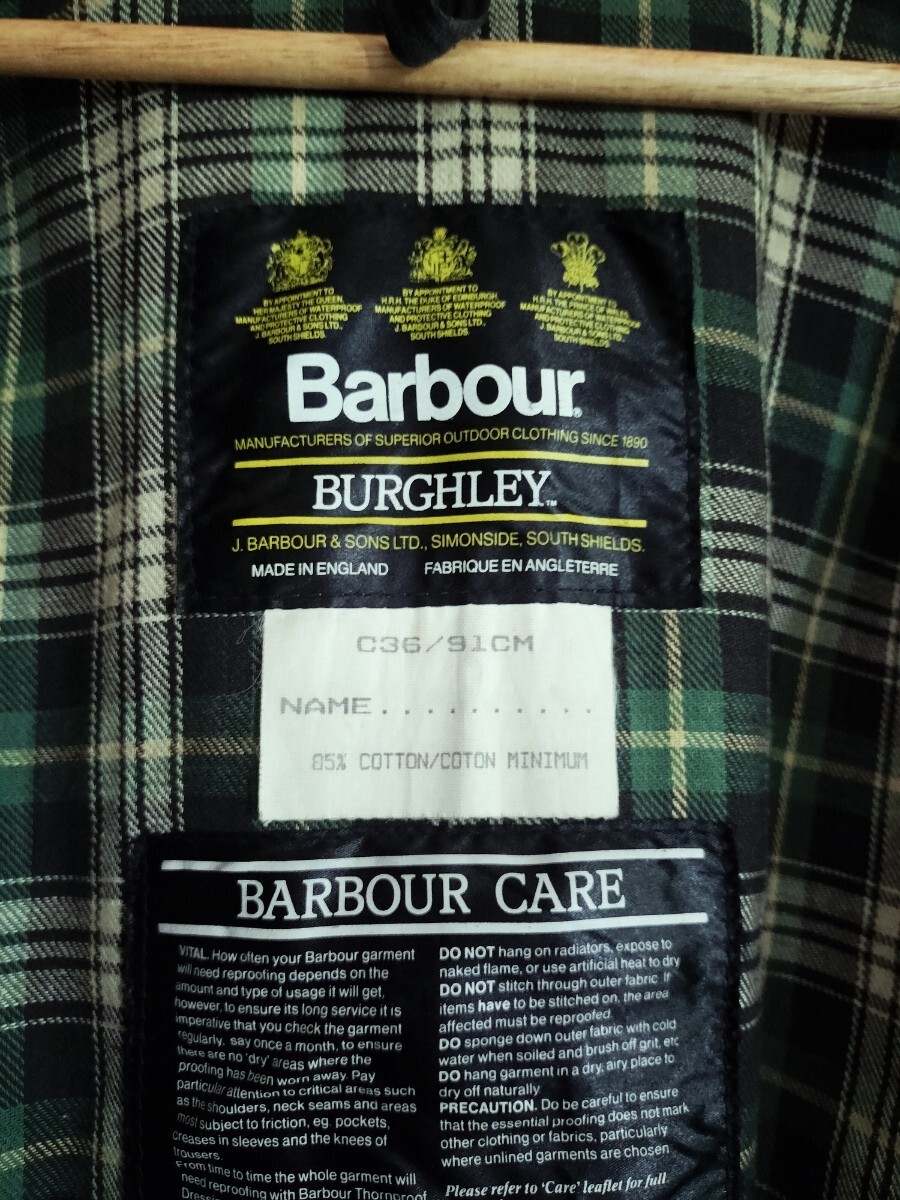 BY APPOINTMENT TO
HER MAJESTY THE QUEEN,
MANUFACTURERS OF WATERPROOF
AND PROTECTIVE CLOTHING
J. BARBOUR & SONS LTD.,
SOUTH SHIELDS.
BY APPOINTMENT TO
H.R.H. THE DUKE OF EDINBURGH,
MANUFACTURERS OF WATERPROOF
AND PROTECTIVE CLOTHING
J. BARBOUR & SONS LTD.,
SOUTH SHIELDS.
BY APPOINTMENT TO
H.R.H. THE PRINCE OF WALES,
MANUFACTURERS OF WATERPROOF
AND PROTECTIVE CLOTHING
J. BARBOUR & SONS LTD.,
SOUTH SHIELDS.
Barbour®
MANUFACTURERS OF SUPERIOR OUTDOOR CLOTHING SINCE 1890
BURGHLEY™
J. BARBOUR & SONS LTD., SIMONSIDE, SOUTH SHIELDS.
MADE IN ENGLAND FABRIQUE EN ANGLETERRE
C36/91CM
NAME..........
85% COTTON/COTON MINIMUM
BARBOUR CARE
VITAL. How often your Barbour garment
will need reproofing depends on the
amount and type of usage it will get,
however, to ensure its long service it is
imperative that you check the garment
regularly, say once a month, to ensure
there are no 'dry' areas where the
proofing has been worn away. Pay
particular attention to critical areas such
as the shoulders, neck seams and areas
most subject to friction, eg. pockets,
creases in sleeves and the knees of
trousers.
From time to time the whole garment will
need reproofing with Barbour Thornproof
DO NOT hang on radiators, expose to
naked flame, or use artificial heat to dry
DO NOT stitch through outer fabric. If
items have to be stitched on, the area
affected must be reproofed.
DO sponge down outer fabric with cold
water when soiled and brush off grit, etc
DO hang garment in a dry, airy place to
dry off naturally
PRECAUTION. Do be careful to ensure
that the essential proofing does not mark
other clothing or fabrics, particularly
where unlined garments are chosen
Please refer to 'Care' leaflet for full